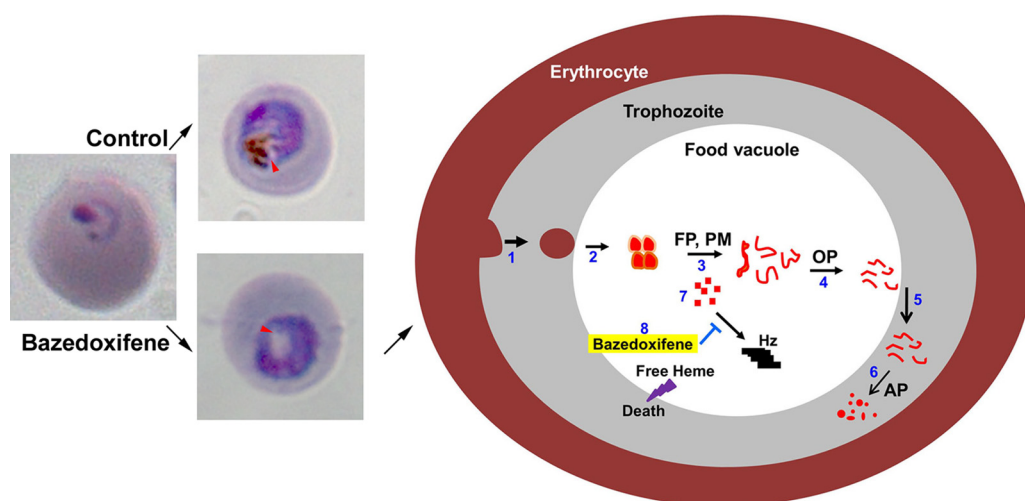 Erythrocyte
Trophozoite
Control
Food vacuole
FP, PM
OP
1
2
3
4
5
7
8
Bazedoxifene
Hz
Bazedoxifene
Free Heme
6
AP
Death